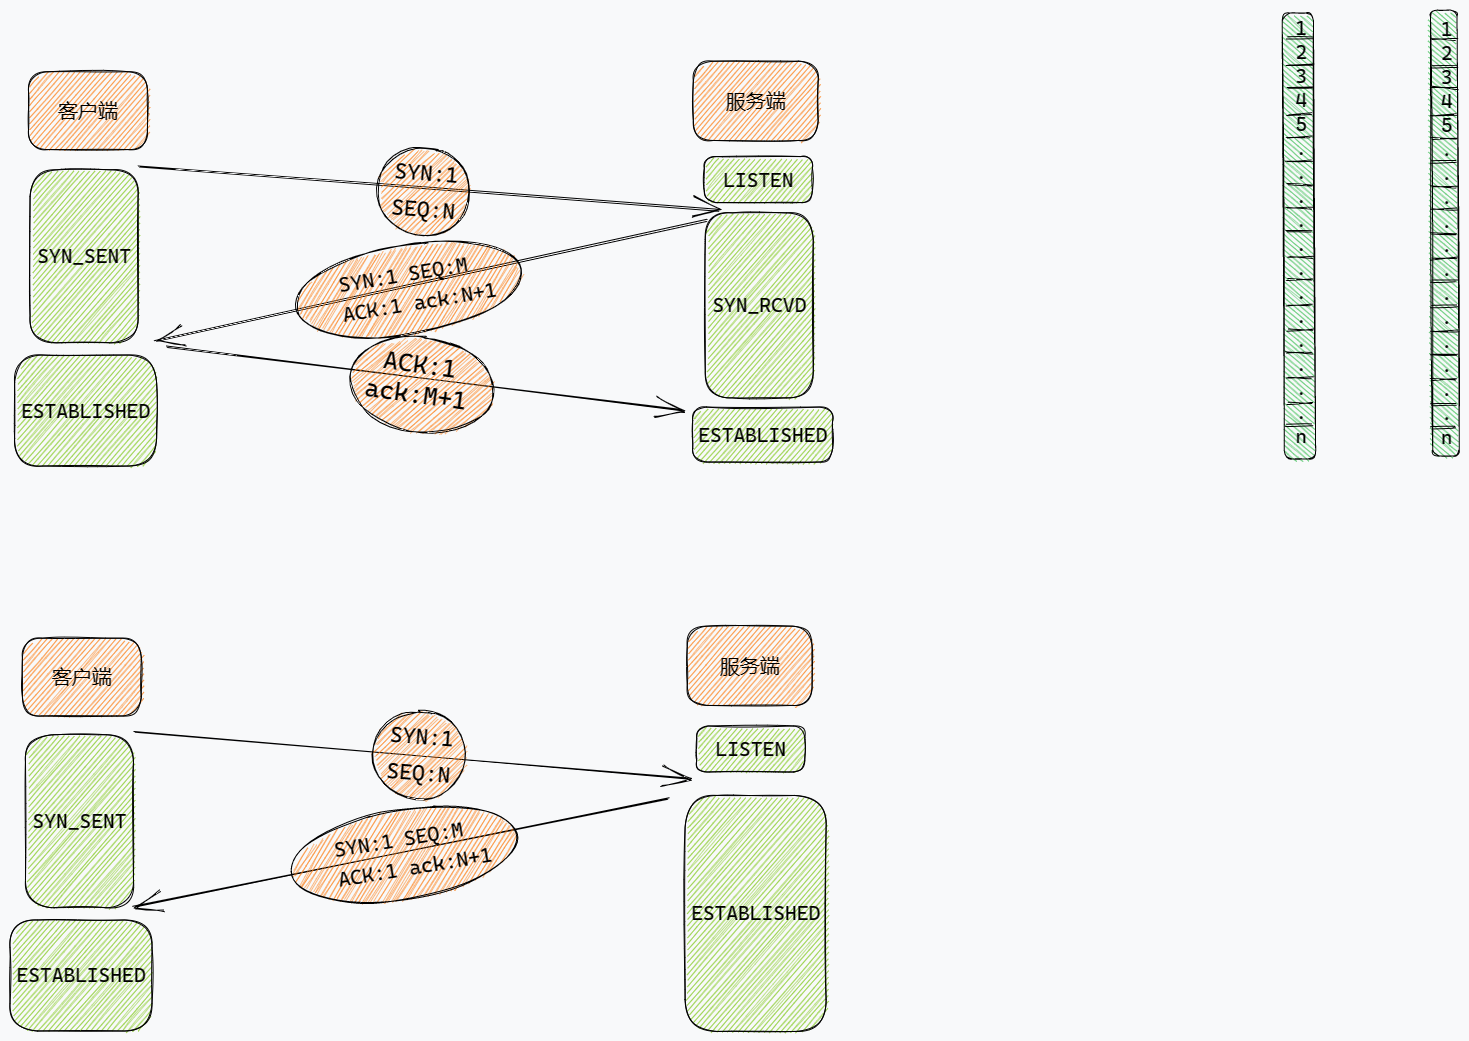 客户端
服务端
SYN:1
SEQ:N
LISTEN
SYN_SENT
SYN:1 SEQ:M
ACK:1 ack:N+1
SYN_RCVD
ACK:1
ack:M+1
ESTABLISHED
ESTABLISHED
1
2
3
4
5
.
.
.
.
.
.
.
.
.
.
.
.
n
1
2
3
4
5
.
.
.
.
.
.
.
.
.
.
.
.
n
客户端
服务端
SYN:1
SEQ:N
LISTEN
SYN_SENT
SYN:1 SEQ:M
ACK:1 ack:N+1
ESTABLISHED
ESTABLISHED